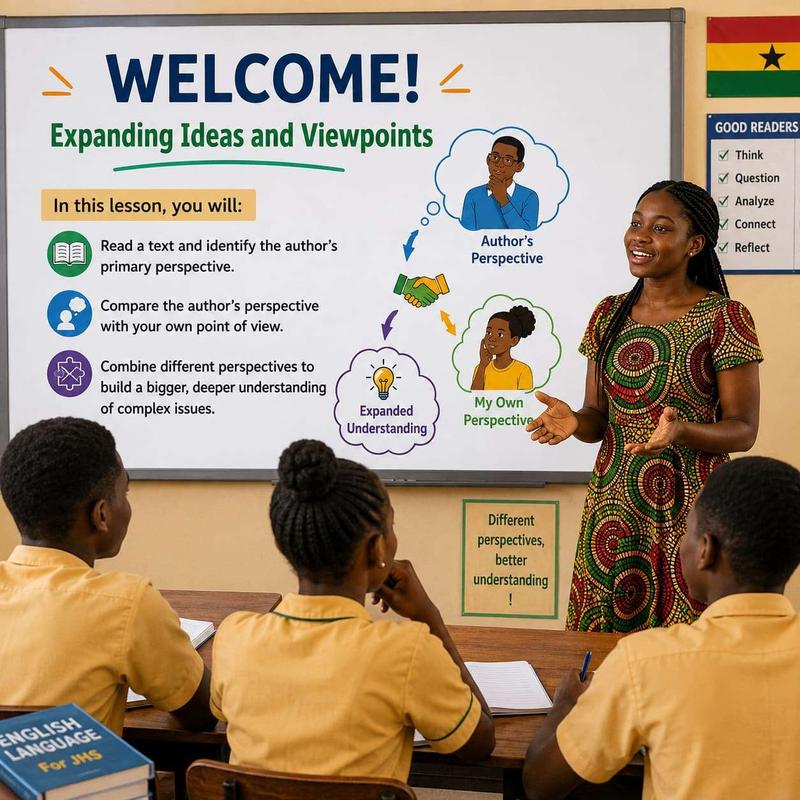 WELCOME!
Expanding Ideas and Viewpoints
In this lesson, you will:
Read a text and identify the author's
primary perspective.
Compare the author's perspective
with your own point of view.
Combine different perspectives to
build a bigger, deeper understanding
of complex issues.
Author's
Perspective
My Own
Perspective
Expanded
Understanding
GOOD READERS
Think
Question
Analyze
Connect
Reflect
Different
perspectives,
better
understanding
!
ENGLISH
LANGUAGE
For JHS